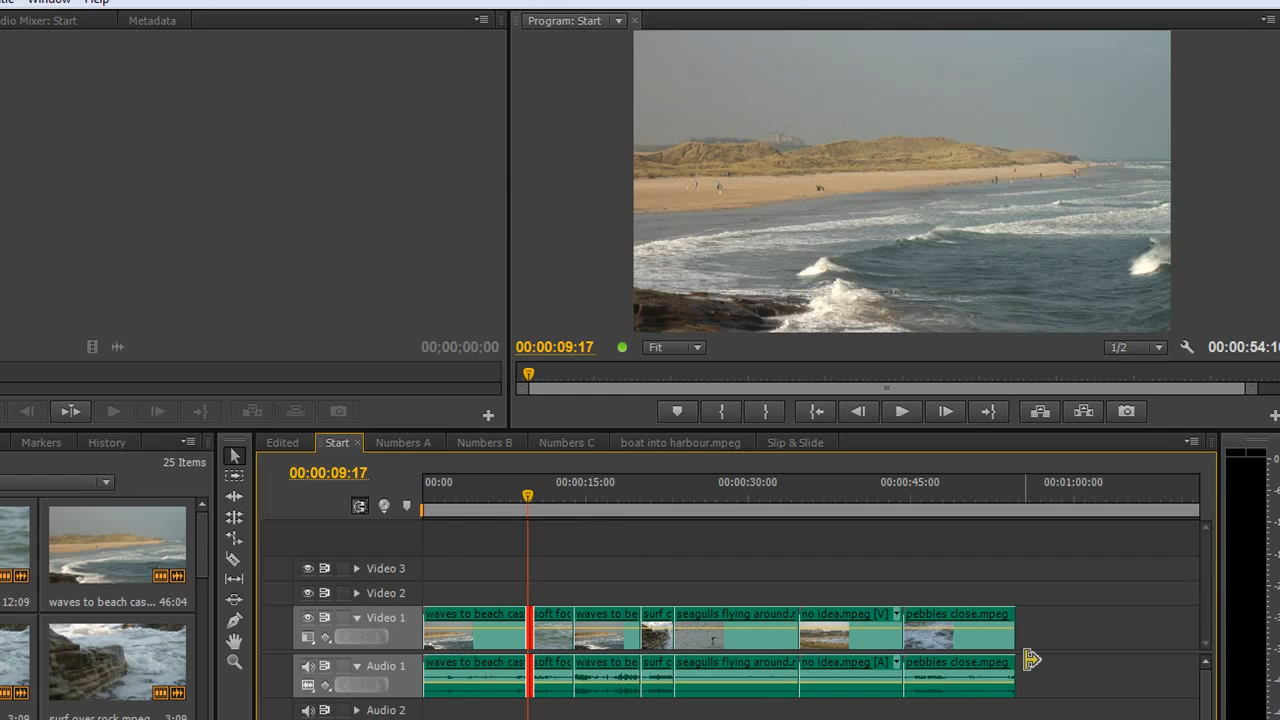 Window Help
dio Mixer: Start Metadata Program: Start
00;00;00;00 00:00:09:17 Fit 1/2 00:00:54:1
Markers History Edited Start Numbers A Numbers B Numbers C boat into harbour.mpeg Slip & Slide
25 Items
00:00:09:17 00:00 00:00:15:00 00:00:30:00 00:00:45:00 00:01:00:00
Video 3
Video 2
12:09 waves to beach cas... 46:04
Video 1 waves to beach cas soft foc waves to be surf c seagulls flying around.r no idea.mpeg [V] pebbles close.mpeg
Audio 1 waves to beach cas soft foc waves to be surf c seagulls flying around.r no idea.mpeg [A] pebbles close.mpeg
Audio 2
3:09 surf over rock.mpeg 3:09